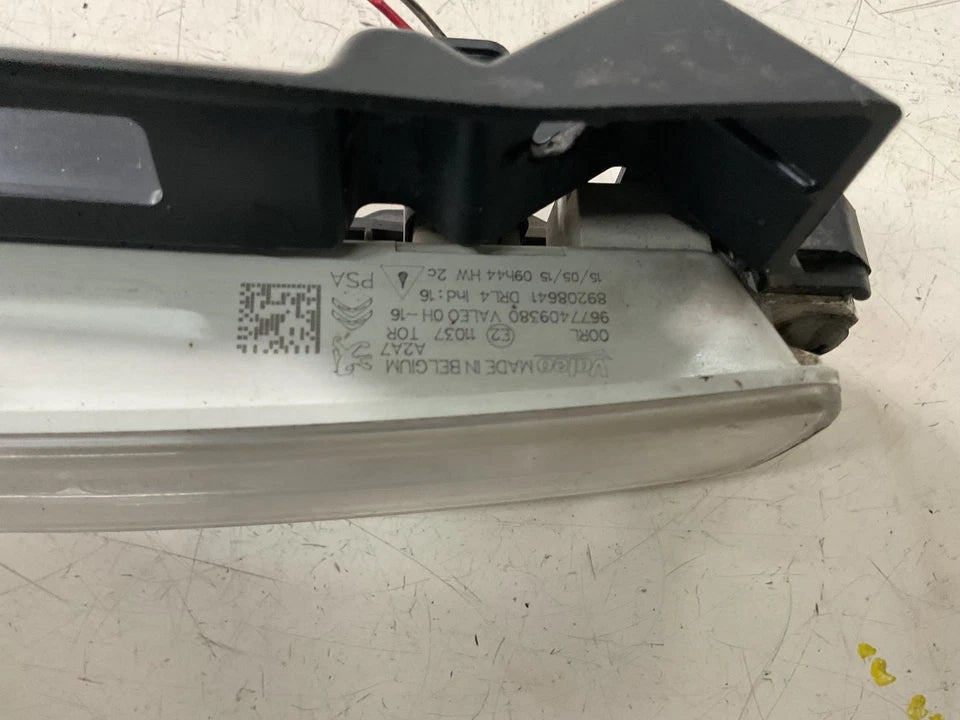 Valeo MADE IN BELGIUM
A2A7
00RL E2 11037 TOR
9677409380 VALEO 0H-16
89208641 DRL4 Ind:16
15/05/15 09h44 HW 2c
PSA